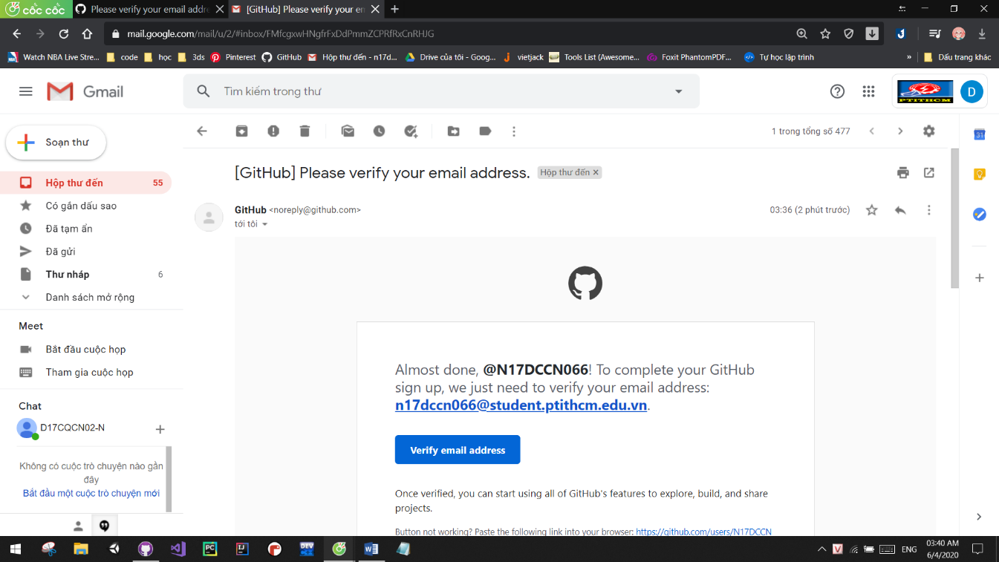 cốc cốc
Please verify your email addre
[GitHub] Please verify your en
mail.google.com/mail/u/2/#inbox/FMfcgxwHNgfrFxDdPmmZCPRfRxCnRHJG
Watch NBA Live Stre...
code
học
3ds
Pinterest
GitHub
Hộp thư đến - n17d...
Drive của tôi - Goog...
vietjack
Tools List (Awesome...
Foxit PhantomPDF...
Tự học lập trình
»
Dấu trang khác
Gmail
Tìm kiếm trong thư
PTITHCM
D
Soạn thư
1 trong tổng số 477
31
Hộp thư đến 55
Có gắn dấu sao
Đã tạm ẩn
Đã gửi
Thư nháp 6
Danh sách mở rộng
Meet
Bắt đầu cuộc họp
Tham gia cuộc họp
Chat
D17CQCN02-N
Không có cuộc trò chuyện nào gần
đây
Bắt đầu một cuộc trò chuyện mới
[GitHub] Please verify your email address. Hộp thư đến ×
GitHub <noreply@github.com> 03:36 (2 phút trước)
tới tôi
Almost done, @N17DCCN066! To complete your GitHub
sign up, we just need to verify your email address:
n17dccn066@student.ptithcm.edu.vn.
Verify email address
Once verified, you can start using all of GitHub's features to explore, build, and share
projects.
Button not working? Paste the following link into your browser: https://github.com/users/N17DCCN
PC
IJ
DEV
C++
W
V
ENG
03:40 AM
6/4/2020